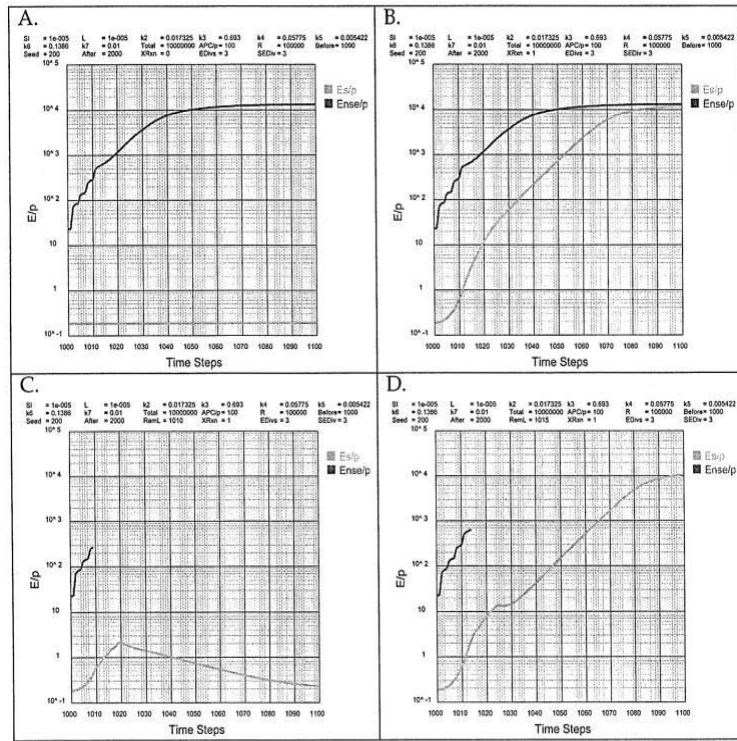 A.
SI = 1e-005 L = 1e-005 k2 = 0.017325 k3 = 0.693 k4 = 0.05775 k5 = 0.005422
k6 = 0.1386 k7 = 0.01 Total = 10000000 APC/p = 100 R = 100000 Before = 1000
Seed = 200 After = 2000 XRxn = 0 EDivs = 3 SEDiv = 3
10^ 5
10^ 4
10^ 3
10^ 2
10
1
10^ -1
E/p
1000 1010 1020 1030 1040 1050 1060 1070 1080 1090 1100
Time Steps
Es/p
Ense/p
B.
SI = 1e-005 L = 1e-005 k2 = 0.017325 k3 = 0.693 k4 = 0.05775 k5 = 0.005422
k6 = 0.1386 k7 = 0.01 Total = 10000000 APC/p = 100 R = 100000 Before = 1000
Seed = 200 After = 2000 XRxn = 1 EDivs = 3 SEDiv = 3
10^ 5
10^ 4
10^ 3
10^ 2
10
1
10^ -1
E/p
1000 1010 1020 1030 1040 1050 1060 1070 1080 1090 1100
Time Steps
Es/p
Ense/p
C.
SI = 1e-005 L = 1e-005 k2 = 0.017325 k3 = 0.693 k4 = 0.05775 k5 = 0.005422
k6 = 0.1386 k7 = 0.01 Total = 10000000 APC/p = 100 R = 100000 Before = 1000
Seed = 200 After = 2000 RemL = 1010 XRxn = 1 EDivs = 3 SEDiv = 3
10^ 5
10^ 4
10^ 3
10^ 2
10
1
10^ -1
E/p
1000 1010 1020 1030 1040 1050 1060 1070 1080 1090 1100
Time Steps
Es/p
Ense/p
D.
SI = 1e-005 L = 1e-005 k2 = 0.017325 k3 = 0.693 k4 = 0.05775 k5 = 0.005422
k6 = 0.1386 k7 = 0.01 Total = 10000000 APC/p = 100 R = 100000 Before = 1000
Seed = 200 After = 2000 RemL = 1015 XRxn = 1 EDivs = 3 SEDiv = 3
10^ 5
10^ 4
10^ 3
10^ 2
10
1
10^ -1
E/p
1000 1010 1020 1030 1040 1050 1060 1070 1080 1090 1100
Time Steps
Es/p
Ense/p